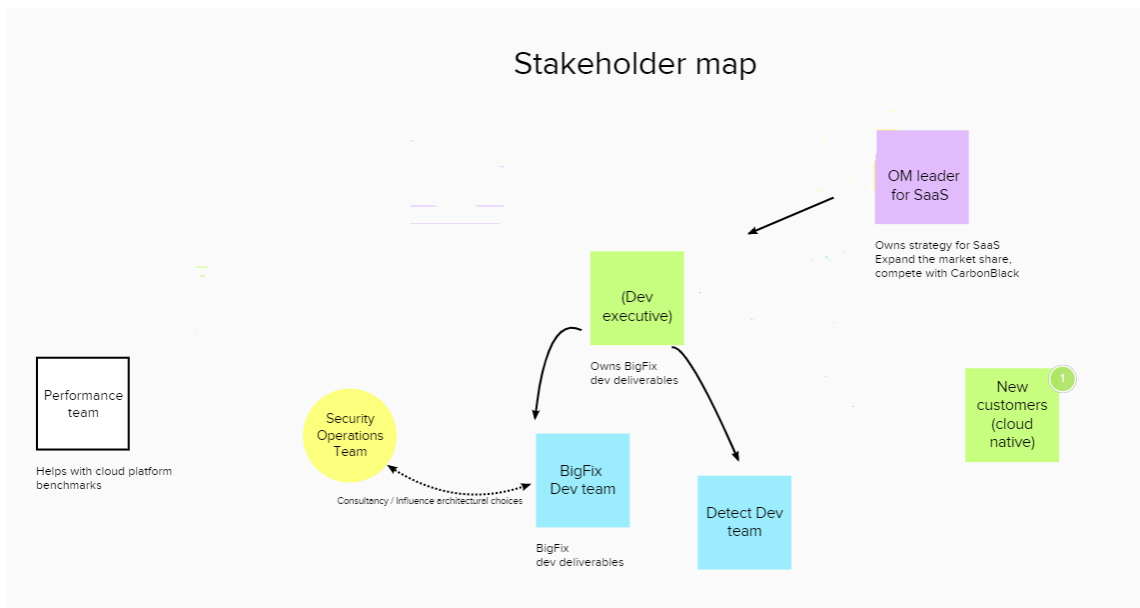 Stakeholder map
OM leader
for SaaS
Owns strategy for SaaS
Expand the market share,
compete with CarbonBlack
(Dev
executive)
Owns BigFix
dev deliverables
Performance
team
Helps with cloud platform
benchmarks
Security
Operations
Team
Consultancy / Influence architectural choices
BigFix
Dev team
BigFix
dev deliverables
Detect Dev
team
New
customers
(cloud
native)
1